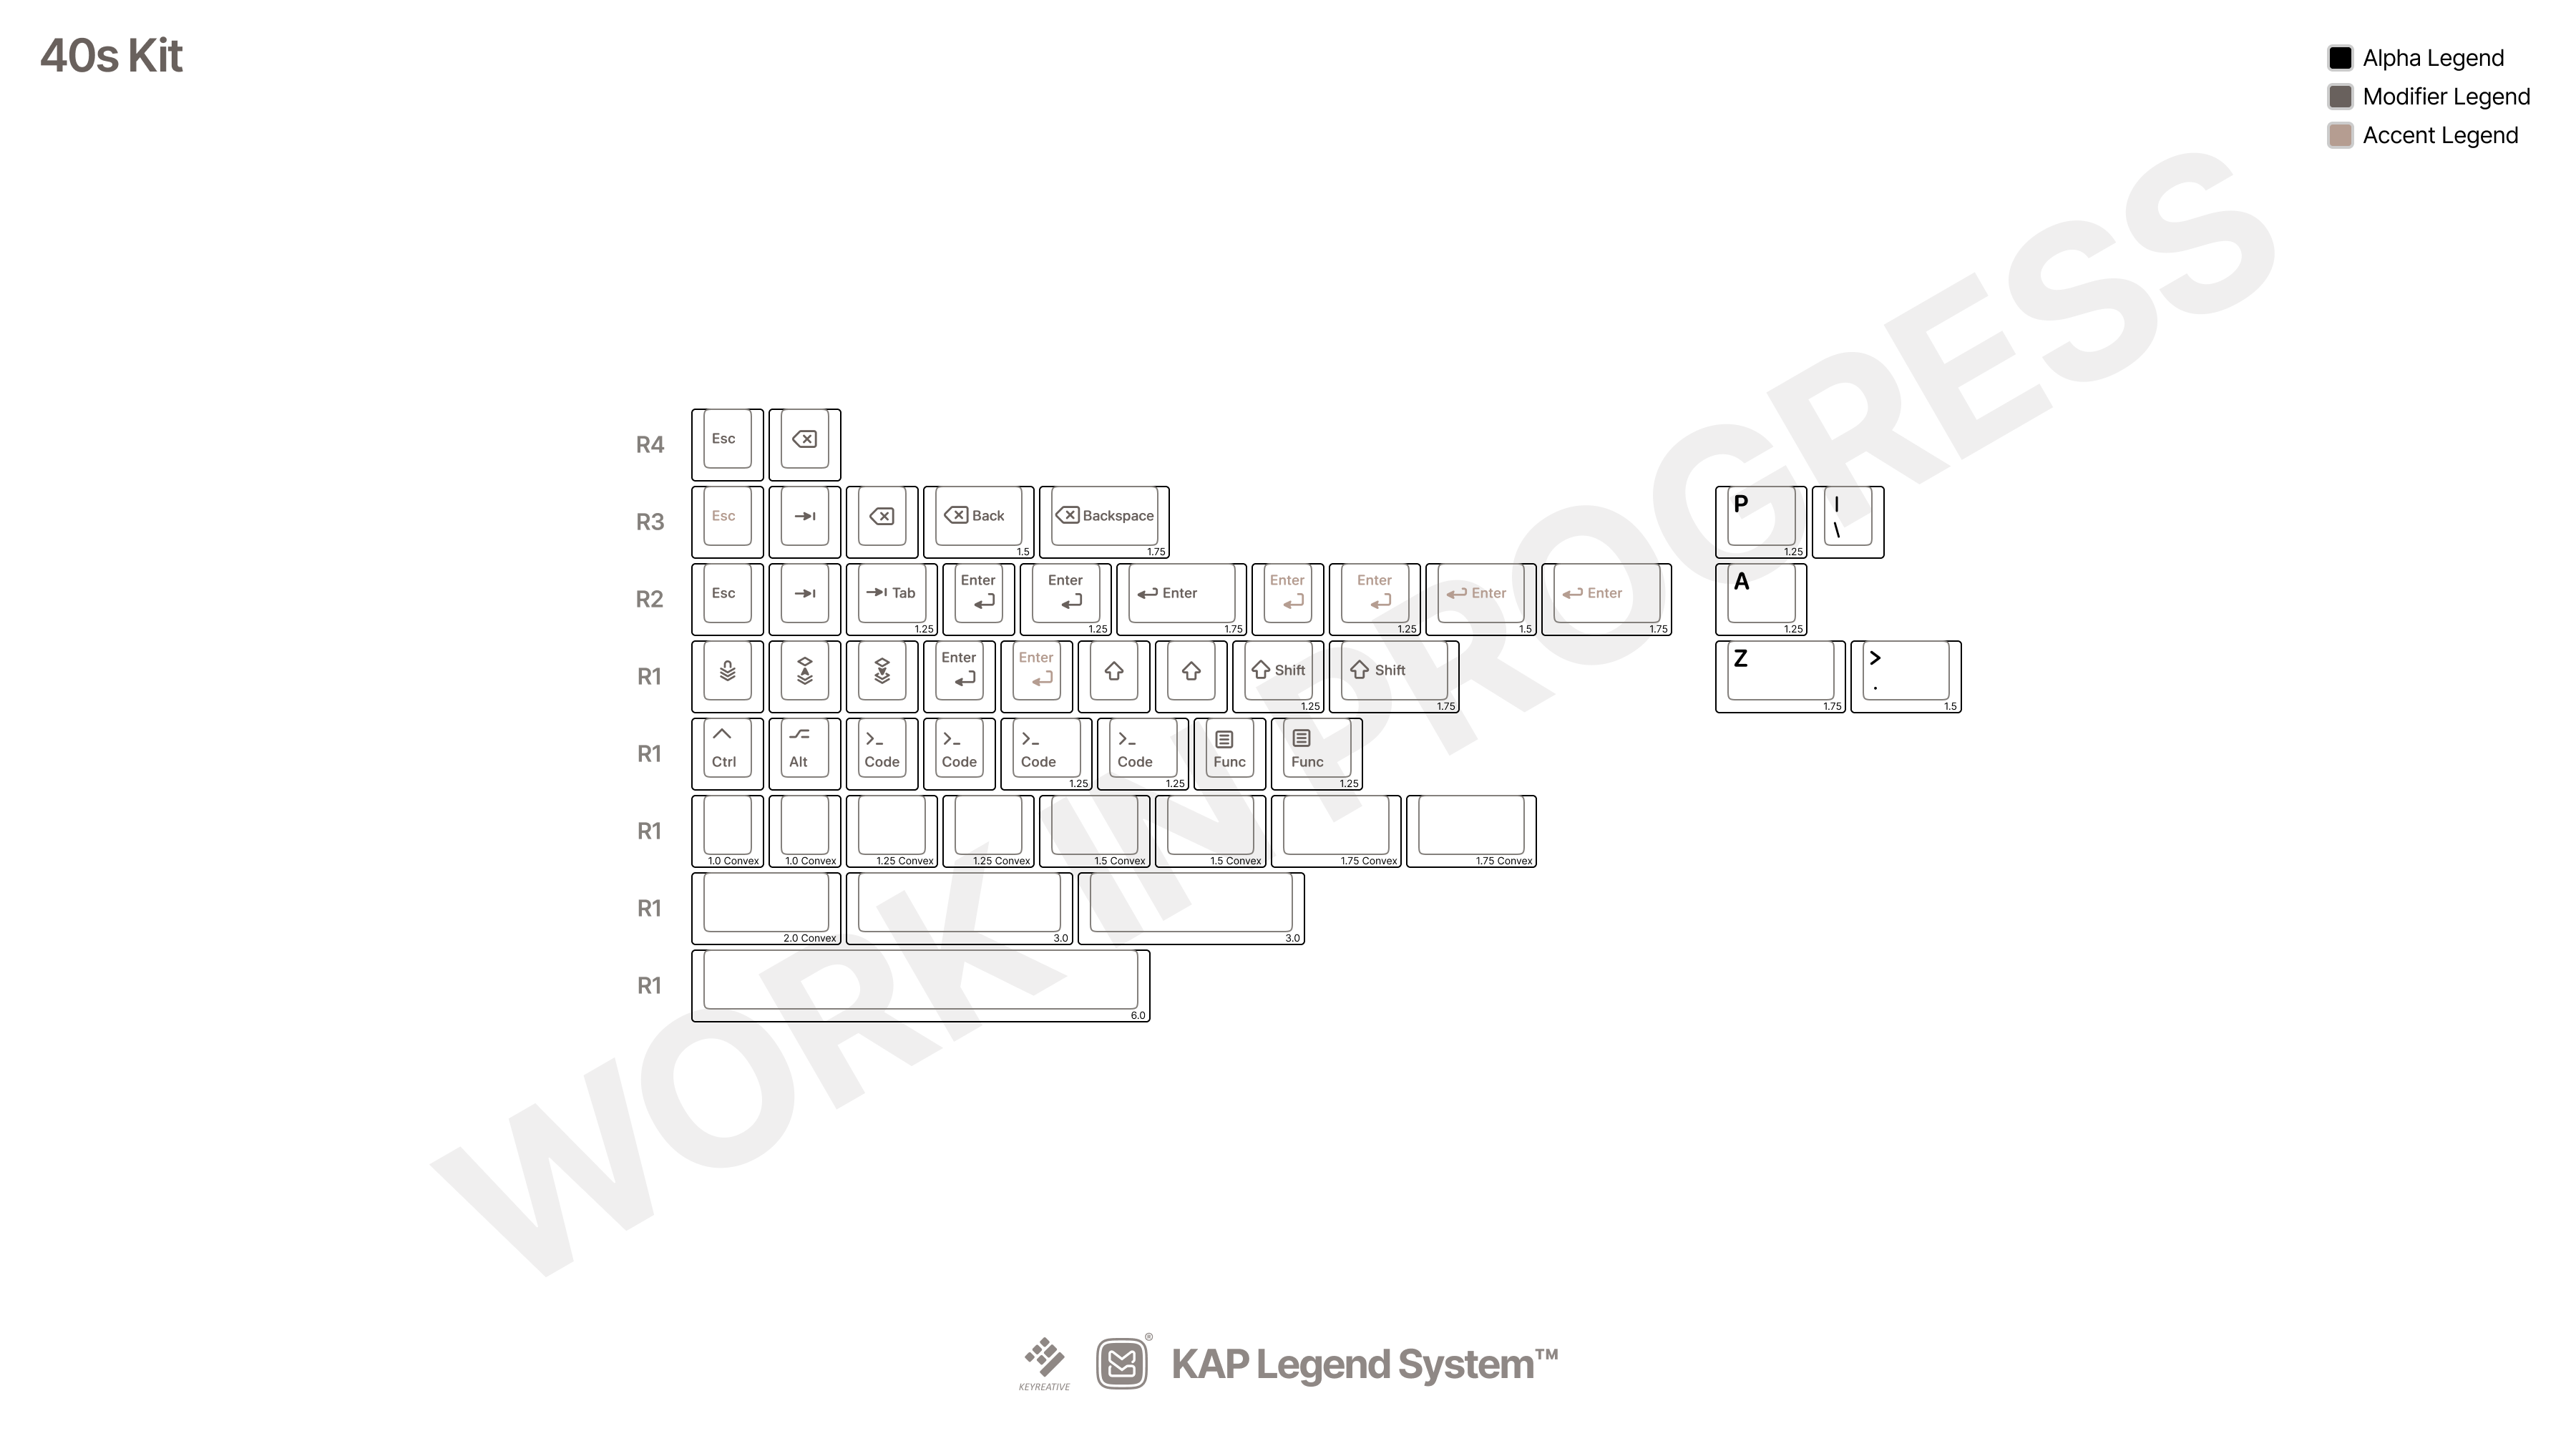 40s Kit
Alpha Legend
Modifier Legend
Accent Legend
WORK IN PROGRESS
R4 Esc
R3 Esc Back 1.5 Backspace 1.75 P 1.25 | \
R2 Esc Tab 1.25 Enter Enter 1.25 Enter 1.75 Enter Enter 1.25 Enter 1.5 Enter 1.75 A 1.25
R1 Enter Enter Shift 1.25 Shift 1.75 Z 1.75 > . 1.5
R1 Ctrl Alt >_ Code >_ Code >_ Code 1.25 >_ Code 1.25 Func Func 1.25
R1 1.0 Convex 1.0 Convex 1.25 Convex 1.25 Convex 1.5 Convex 1.5 Convex 1.75 Convex 1.75 Convex
R1 2.0 Convex 3.0 3.0
R1 6.0
KEYREATIVE
® KAP Legend System™